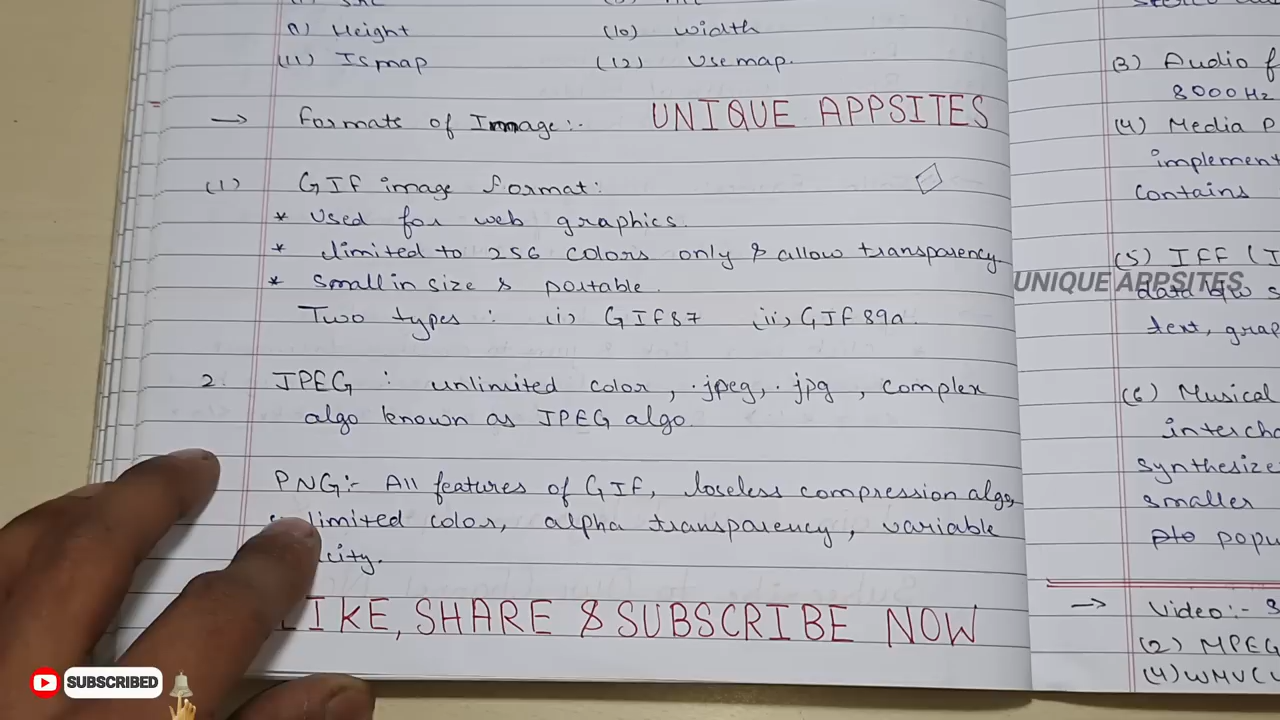 9) Height (10) width
(11) Ismap (12) Usemap.
→ Formats of Image:- UNIQUE APPSITES
(1) GIF image format:
* Used for web graphics.
* limited to 256 colors only & allow transparency
* Small in size & portable.
Two types: (i) GIF87 (ii) GIF89a.
2. JPEG: unlimited color, .jpeg, .jpg, complex
algo known as JPEG algo.
PNG:- All features of GIF, loseless compression algo,
limited color, alpha transparency, variable
LIKE, SHARE & SUBSCRIBE NOW
(3) Audio f
8000 Hz
(4) Media P
implement
contains
(5) IFF (I
UNIQUE APPSITES
data b/w s
text, grap
(6) Musical
intercha
synthesize
smaller
popu
→ Video:-
(2) MPEG
(4) WMV (
SUBSCRIBED